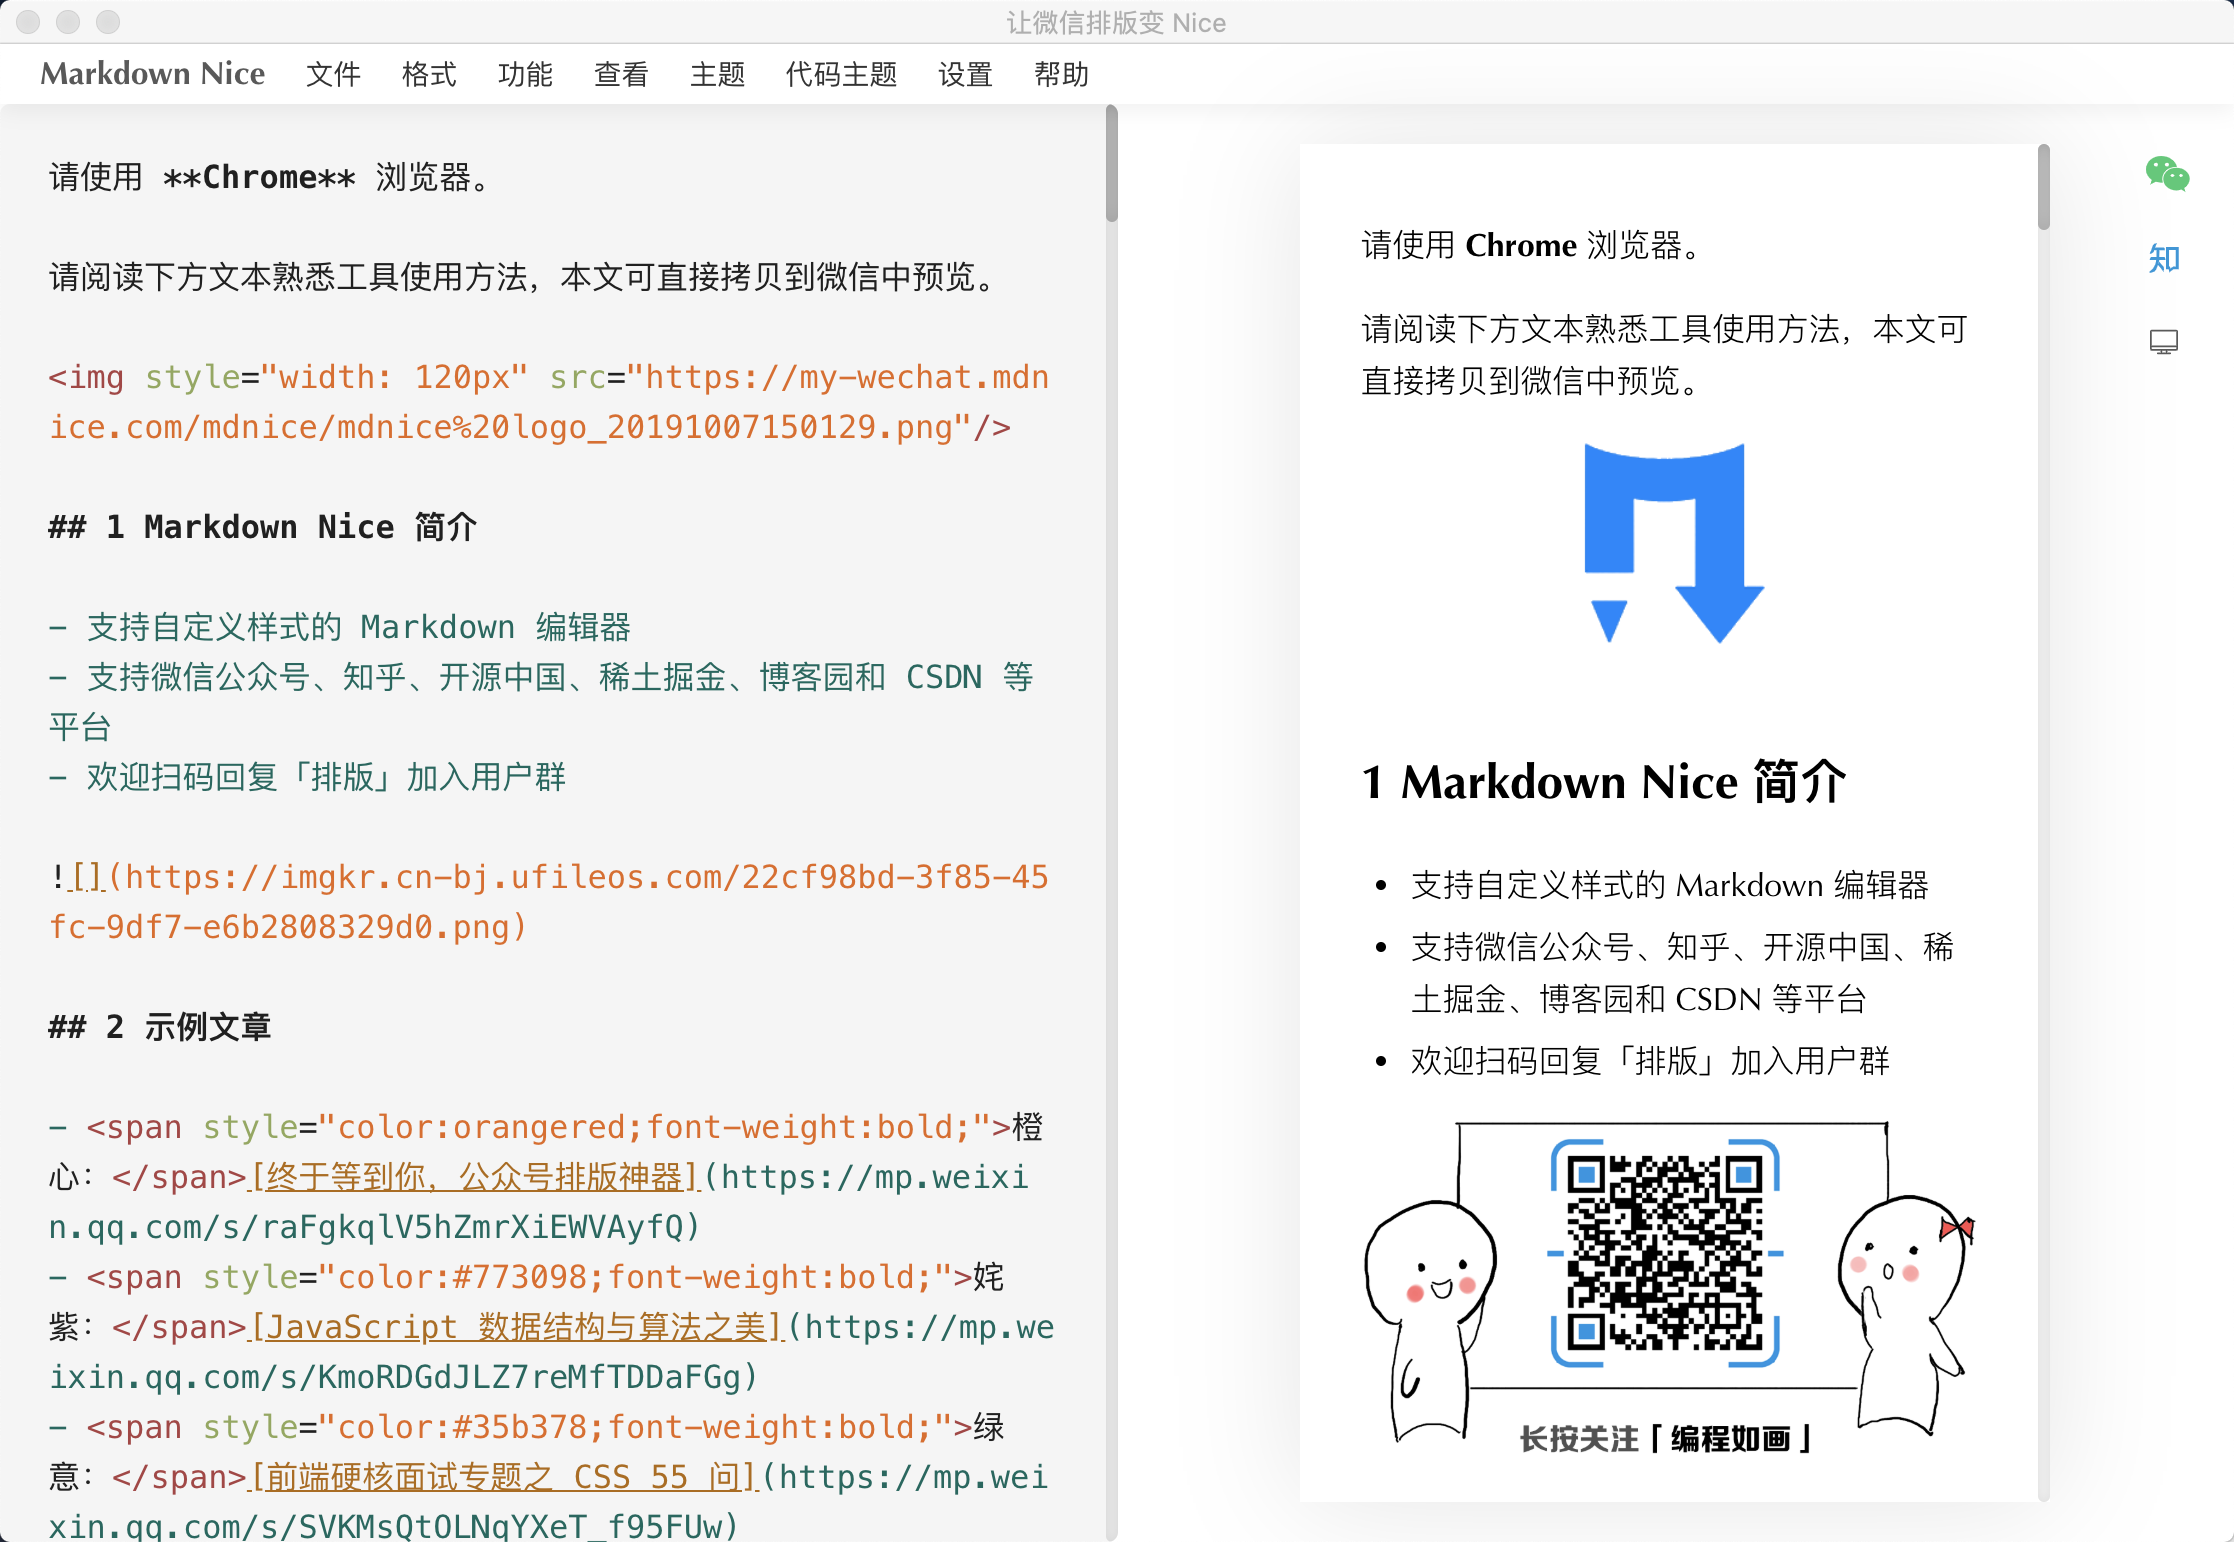 让微信排版变 Nice
Markdown Nice 文件 格式 功能 查看 主题 代码主题 设置 帮助
请使用 **Chrome** 浏览器。
请阅读下方文本熟悉工具使用方法，本文可直接拷贝到微信中预览。
<img style="width: 120px" src="https://my-wechat.mdn
ice.com/mdnice/mdnice%20logo_20191007150129.png"/>
## 1 Markdown Nice 简介
- 支持自定义样式的 Markdown 编辑器
- 支持微信公众号、知乎、开源中国、稀土掘金、博客园和 CSDN 等
平台
- 欢迎扫码回复「排版」加入用户群
![](https://imgkr.cn-bj.ufileos.com/22cf98bd-3f85-45
fc-9df7-e6b2808329d0.png)
## 2 示例文章
- <span style="color:orangered;font-weight:bold;">橙
心：</span>[终于等到你，公众号排版神器](https://mp.weixi
n.qq.com/s/raFgkqlV5hZmrXiEWVAyfQ)
- <span style="color:#773098;font-weight:bold;">姹
紫：</span>[JavaScript 数据结构与算法之美](https://mp.we
ixin.qq.com/s/KmoRDGdJLZ7reMfTDDaFGg)
- <span style="color:#35b378;font-weight:bold;">绿
意：</span>[前端硬核面试专题之 CSS 55 问](https://mp.wei
xin.qq.com/s/SVKMsQtOLNqYXeT_f95FUw)
请使用 Chrome 浏览器。
请阅读下方文本熟悉工具使用方法，本文可
直接拷贝到微信中预览。
1 Markdown Nice 简介
• 支持自定义样式的 Markdown 编辑器
• 支持微信公众号、知乎、开源中国、稀
土掘金、博客园和 CSDN 等平台
• 欢迎扫码回复「排版」加入用户群
长按关注「编程如画」
知